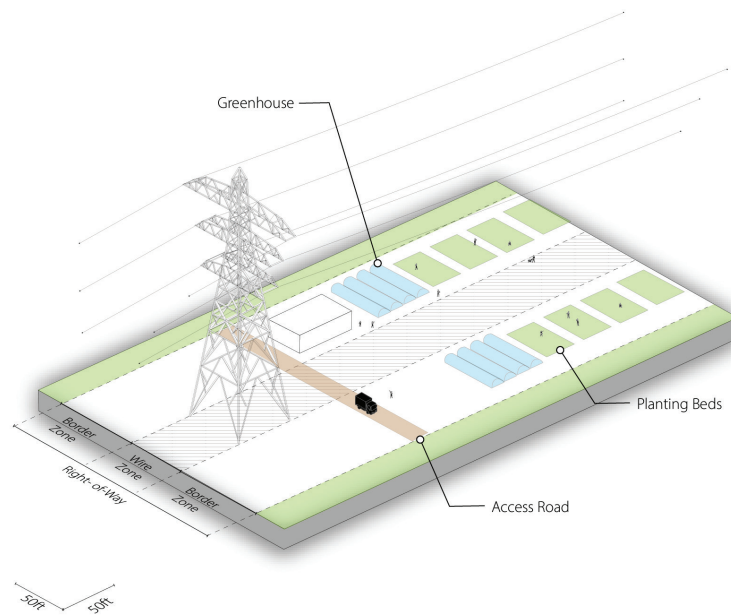 Greenhouse
Planting Beds
Access Road
Border
Zone
Wire
Zone
Border
Zone
Right-of-Way
50ft
50ft